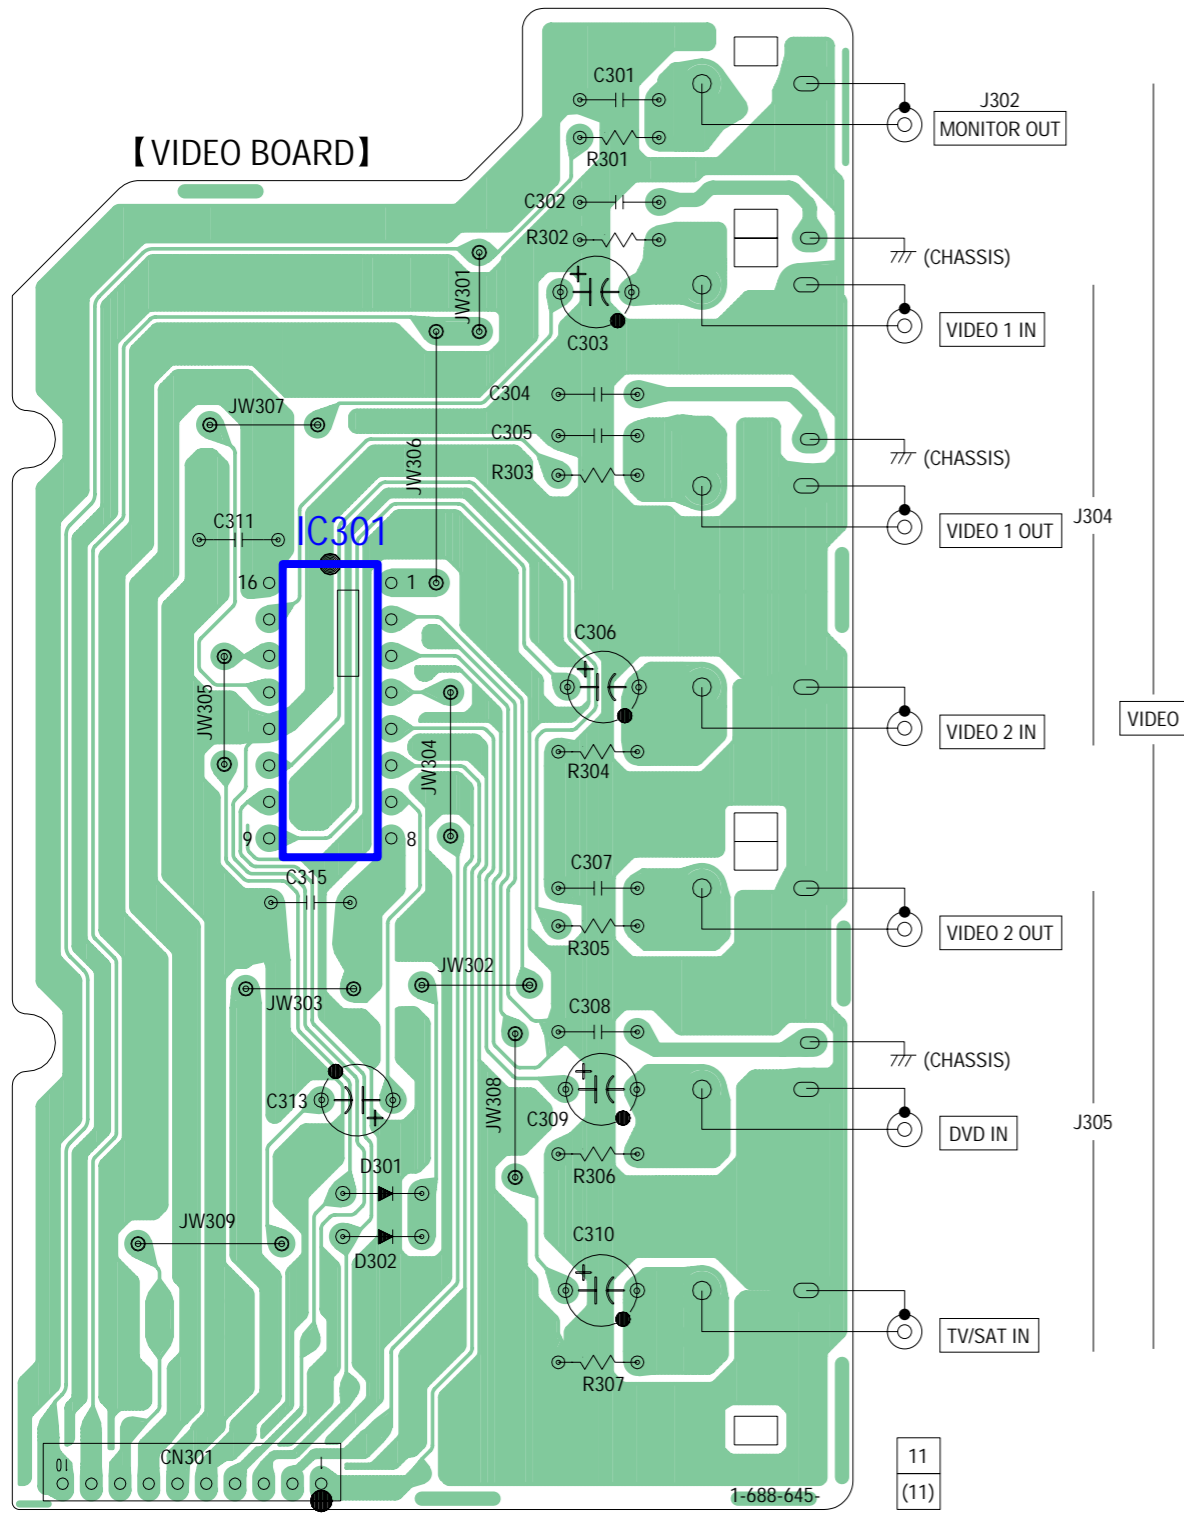 C301
J302
MONITOR OUT
【VIDEO BOARD】
R301
C302
R302
(CHASSIS)
JW301
+
VIDEO 1 IN
C303
C304
JW307
C305
JW306
(CHASSIS)
R303
C311
J304
IC301
VIDEO 1 OUT
16
1
C306
+
JW305
VIDEO
VIDEO 2 IN
JW304
R304
9
8
C307
C315
VIDEO 2 OUT
R305
JW302
JW303
C308
(CHASSIS)
+
C313
+
JW308
C309
J305
DVD IN
D301
R306
JW309
C310
D302
+
TV/SAT IN
R307
CN301
10
1
11
(11)
1-688-645-